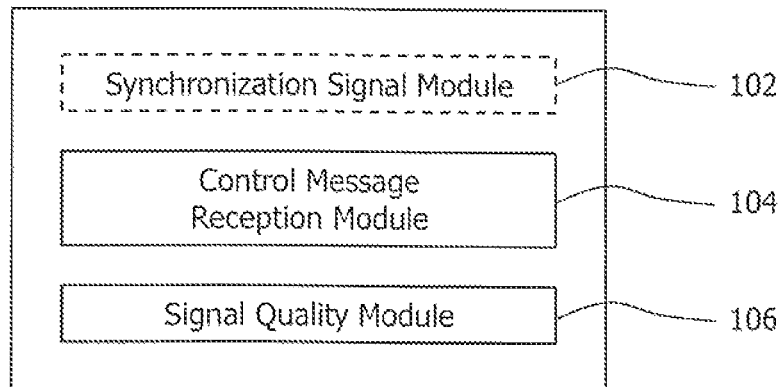 Synchronization Signal Module
102
Control Message
Reception Module
104
Signal Quality Module
106